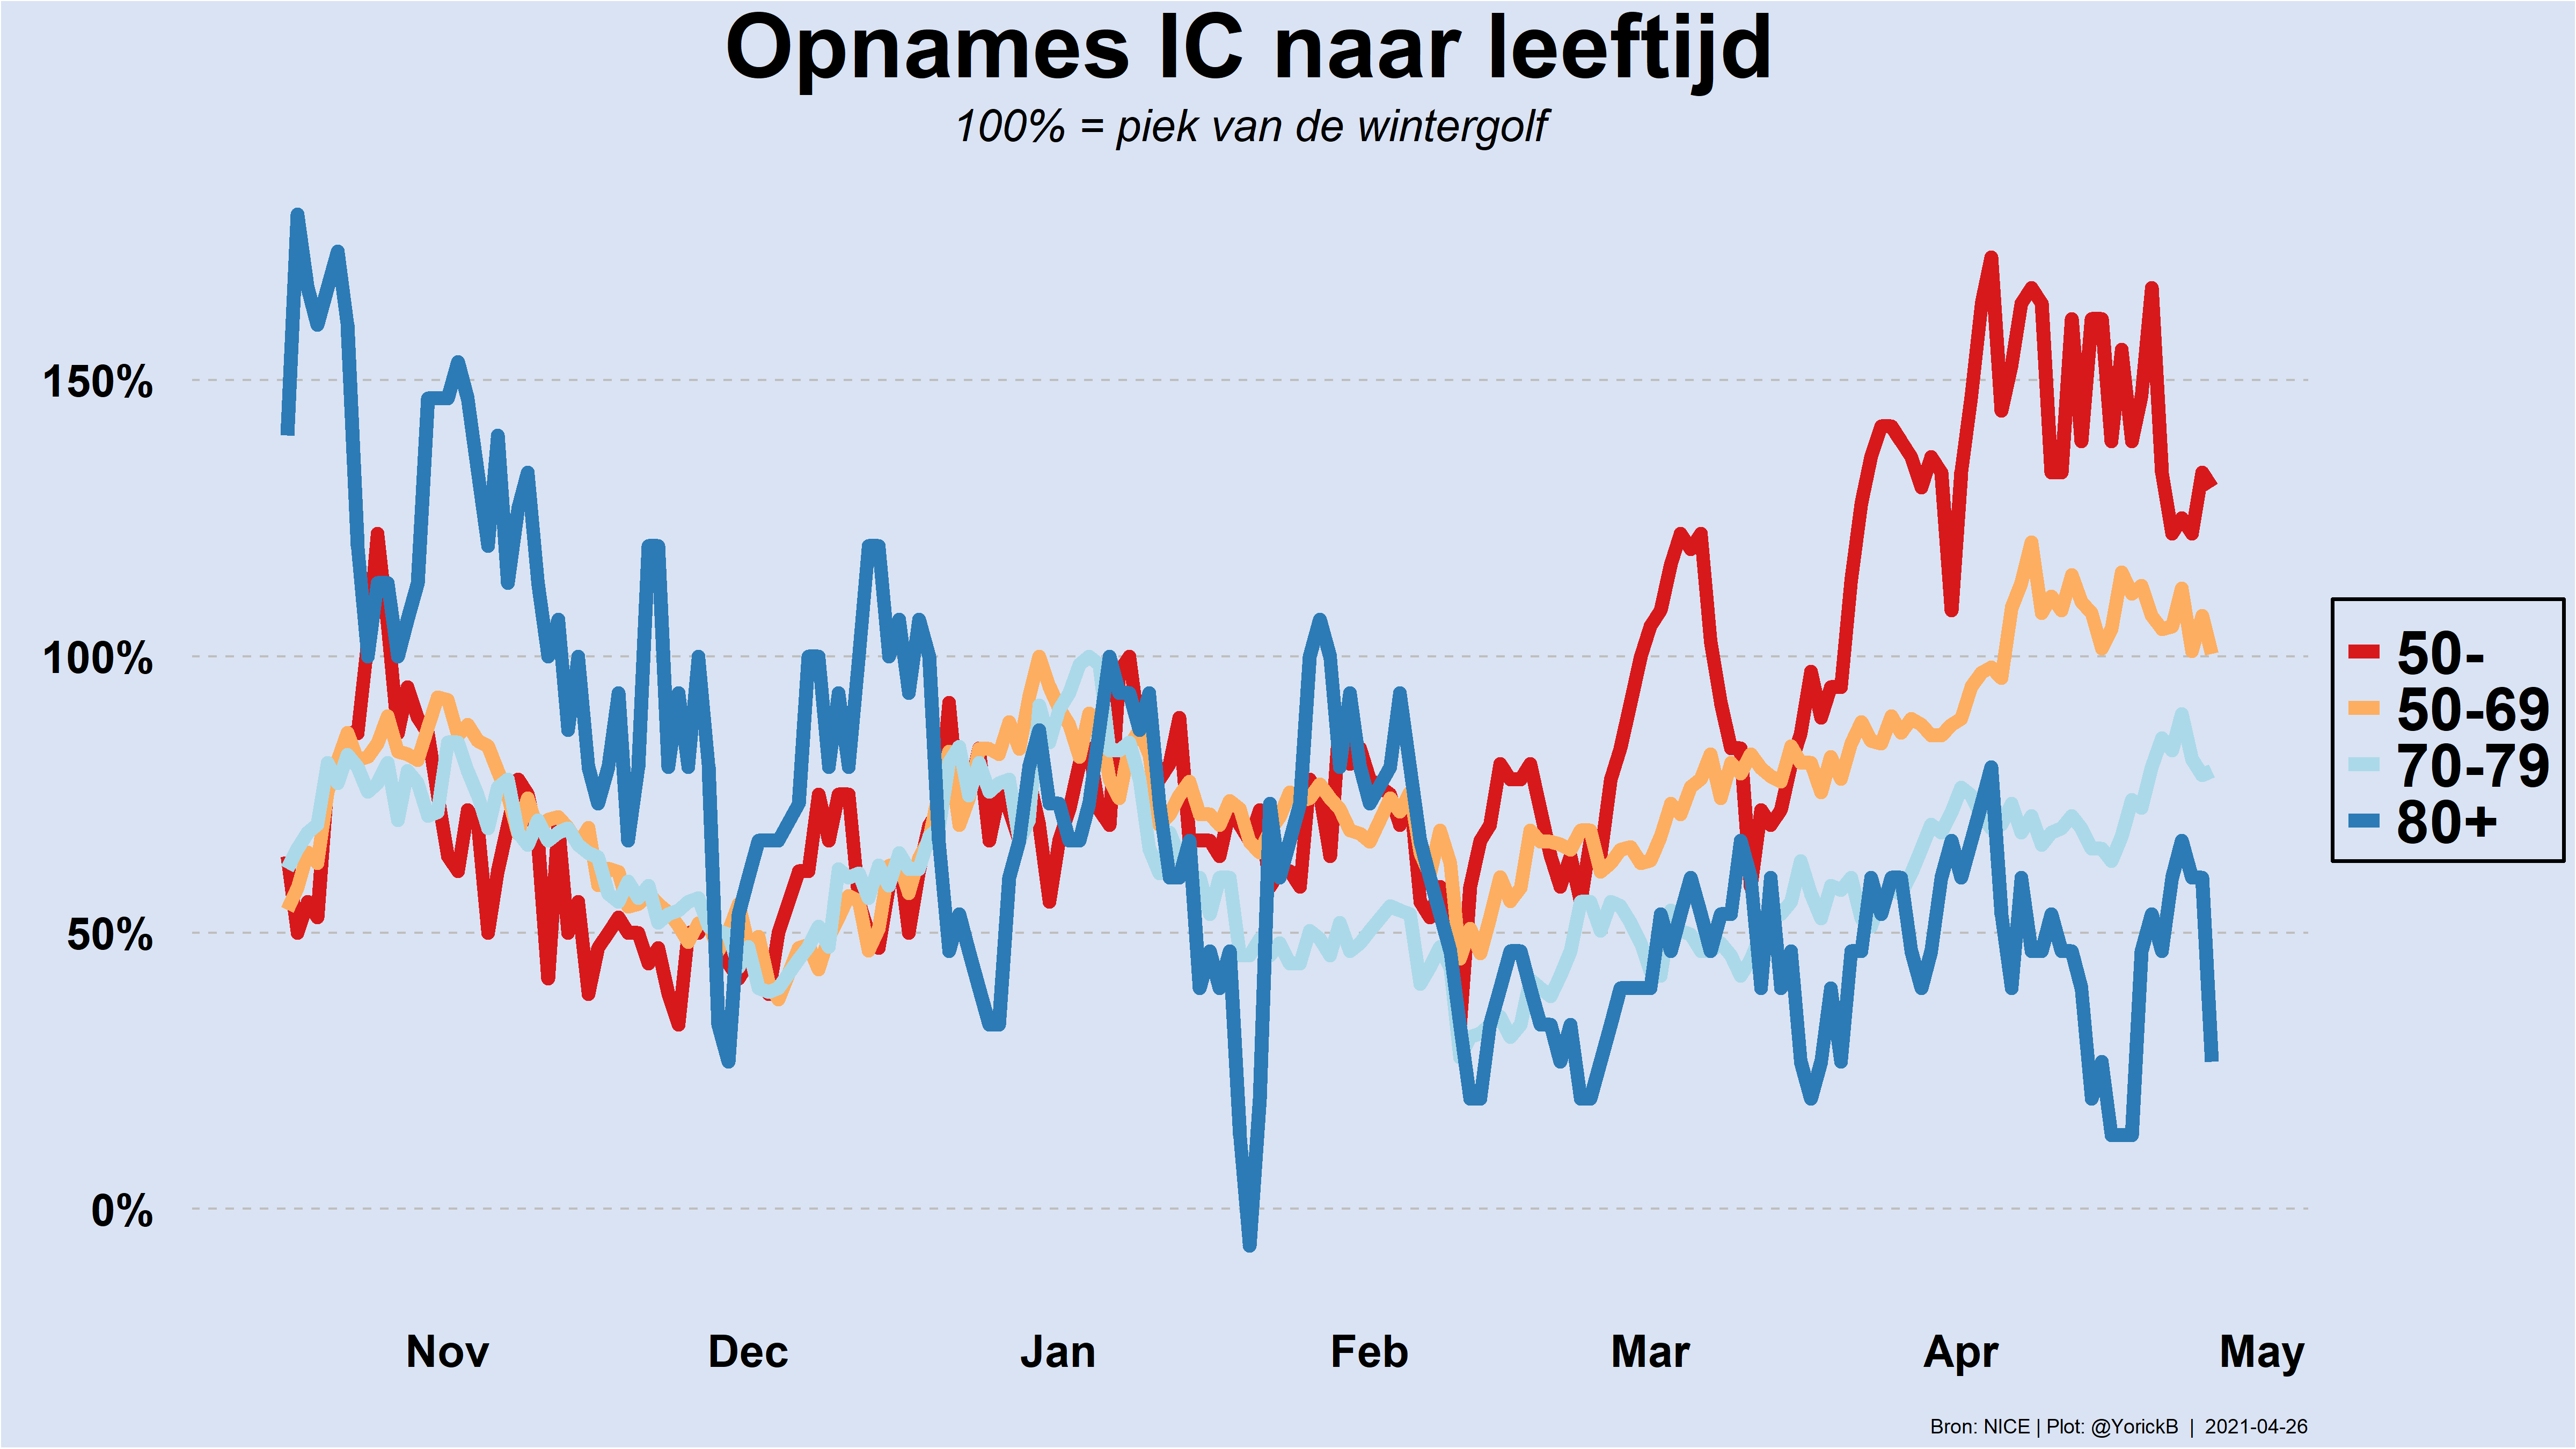 Opnames IC naar leeftijd
100% = piek van de wintergolf
150%
100%
50%
0%
50-
50-69
70-79
80+
Nov Dec Jan Feb Mar Apr May
Bron: NICE | Plot: @YorickB | 2021-04-26